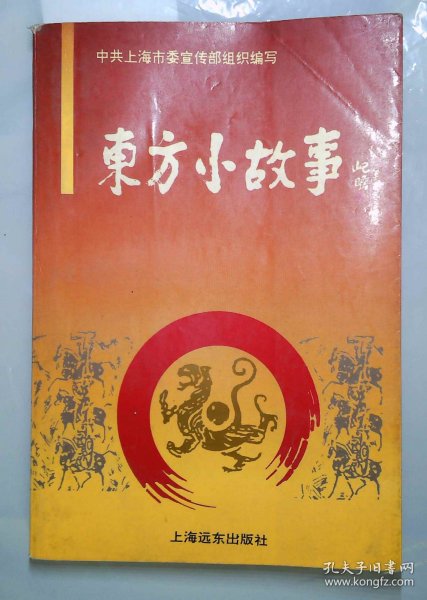 中共上海市委宣传部组织编写
東方小故事
上海远东出版社
孔夫子旧书网
www.kongfz.com